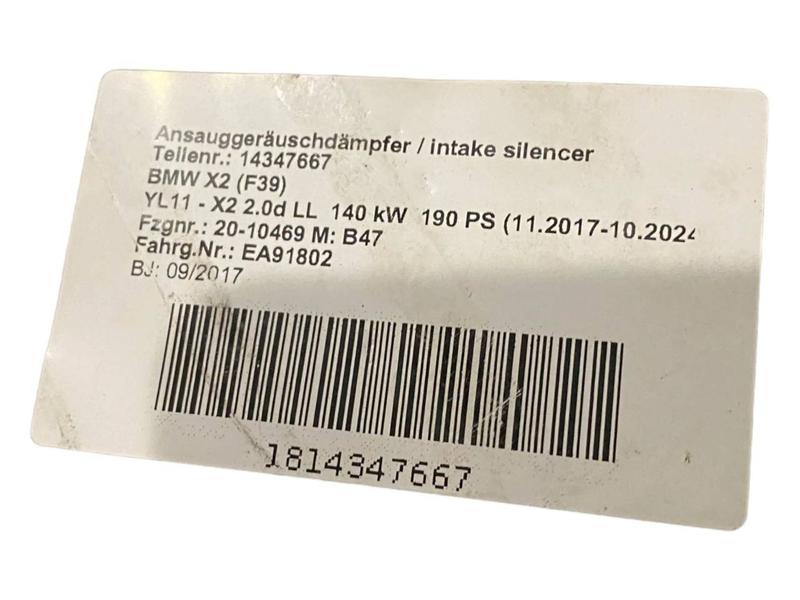 Ansauggeräuschdämpfer / intake silencer
Teilenr.: 14347667
BMW X2 (F39)
YL11 - X2 2.0d LL 140 kW 190 PS (11.2017-10.2024
Fzgnr.: 20-10469 M: B47
Fahrg.Nr.: EA91802
BJ: 09/2017
1814347667